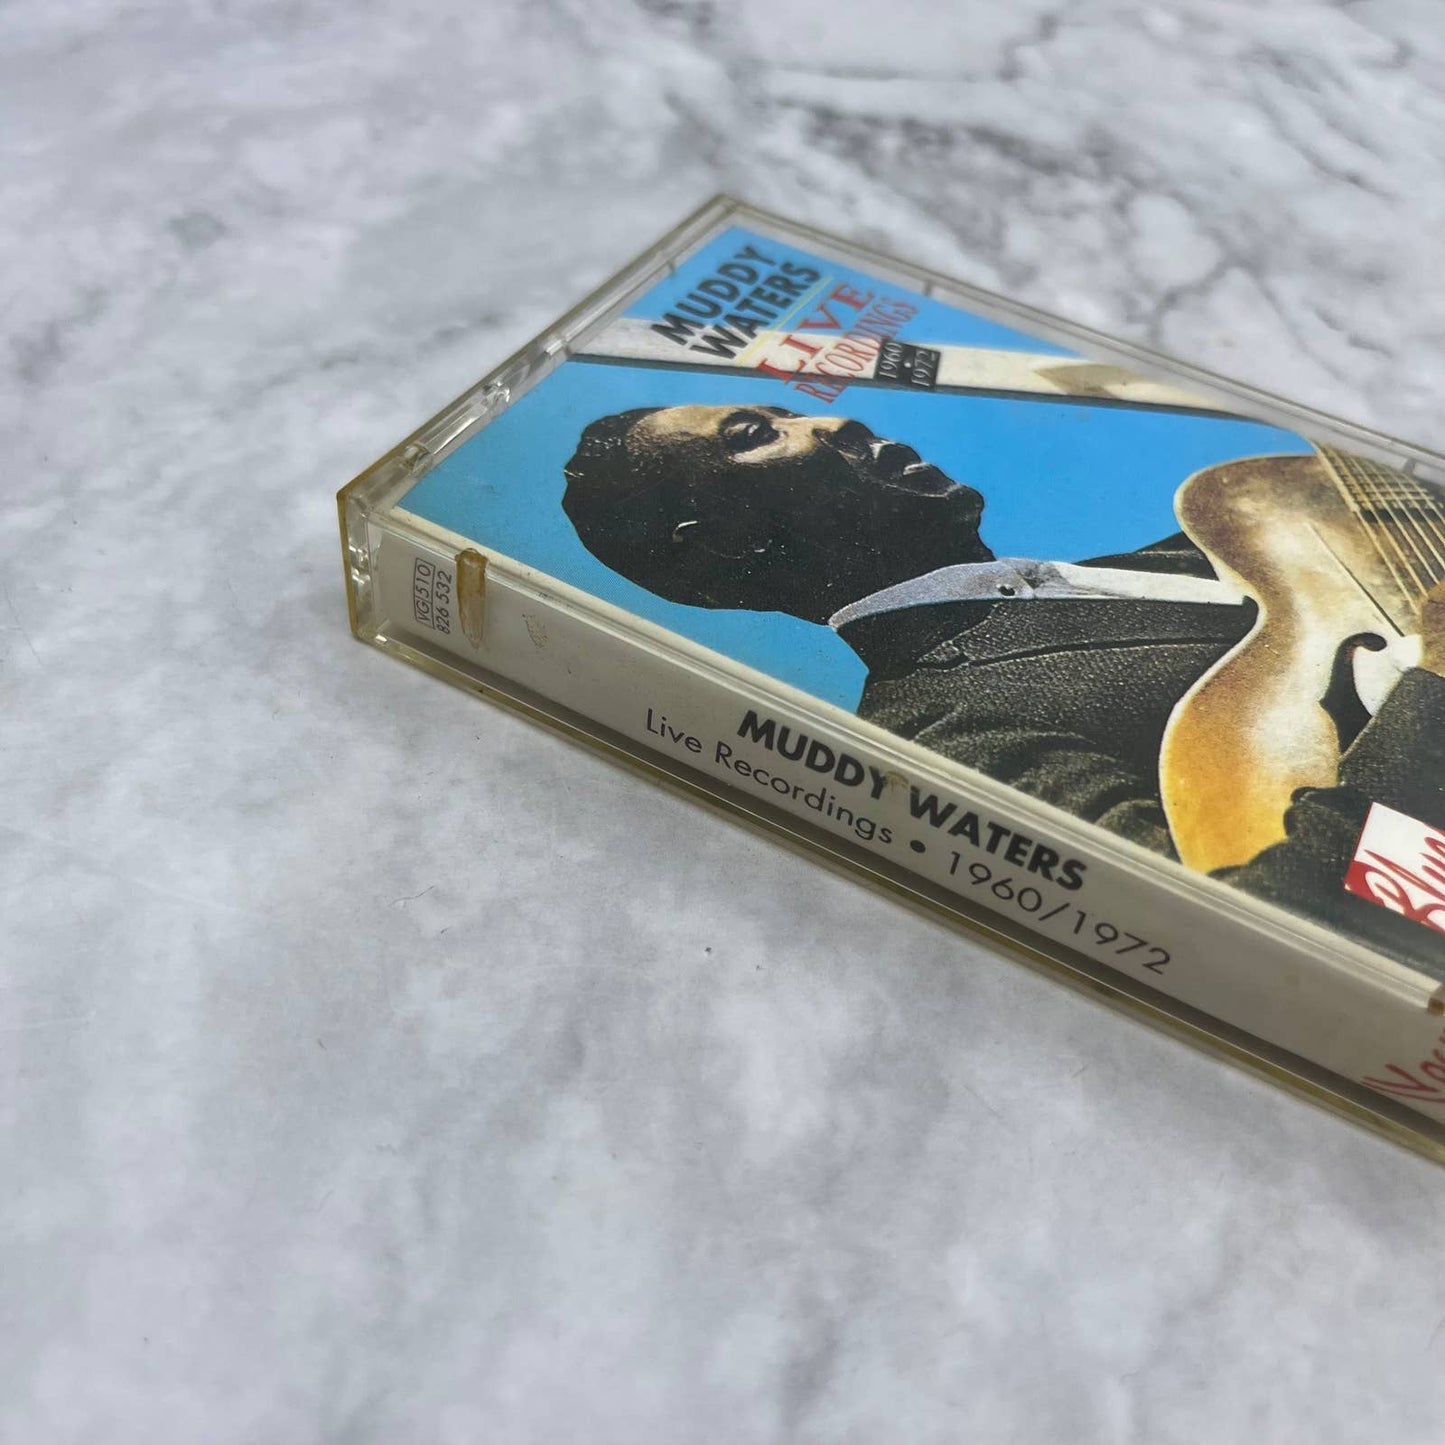 MUDDY
WATERS
LIVE
RECORDINGS
1960
1972
VG 510
826 532
MUDDY WATERS
Live Recordings • 1960/1972